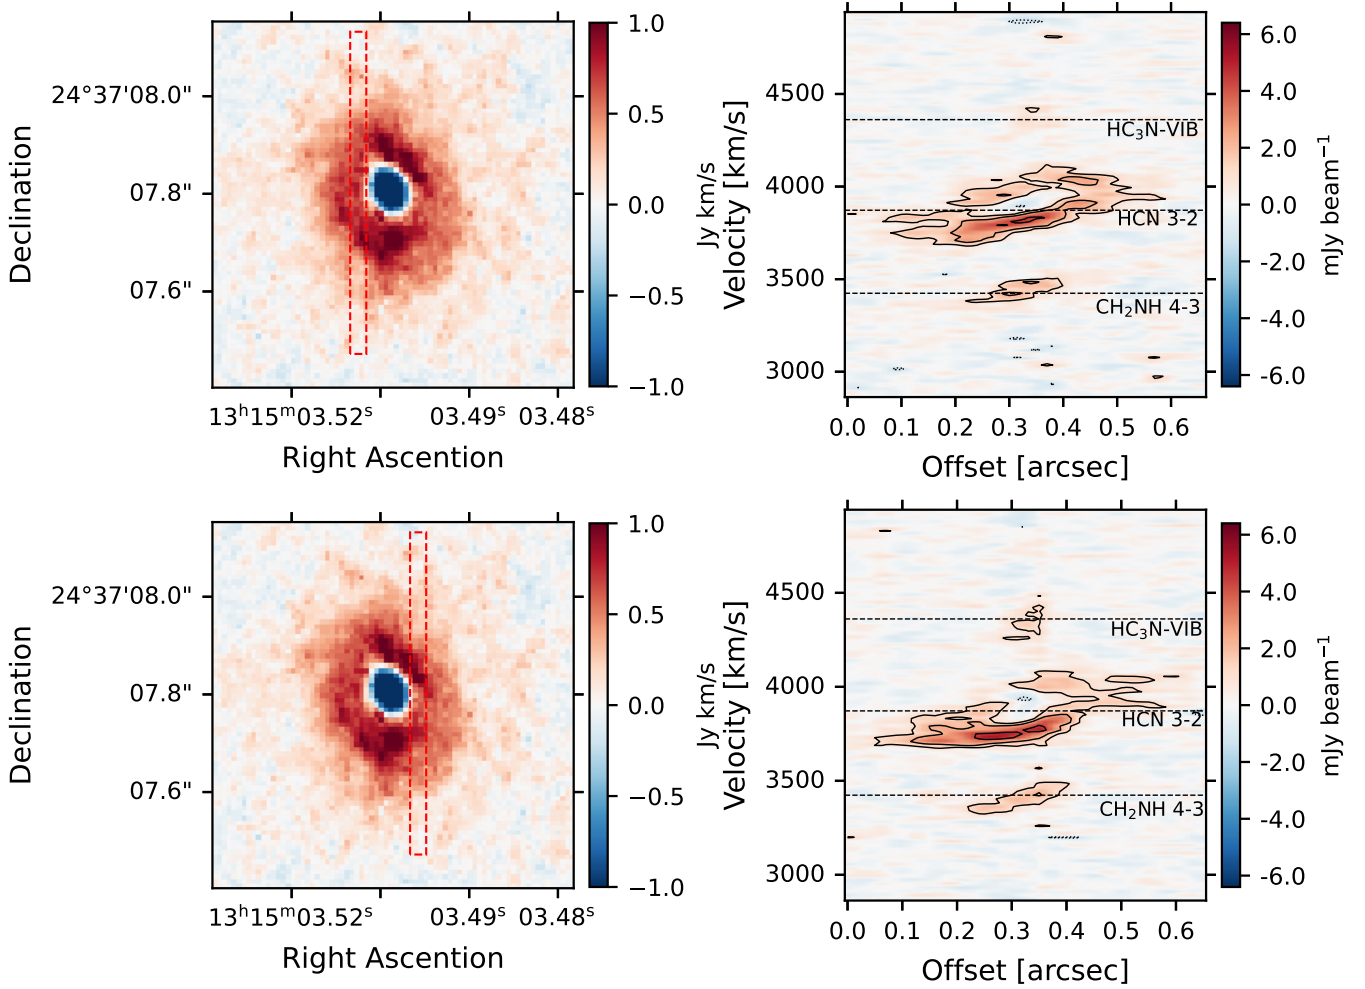 24°37'08.0"
07.8"
07.6"
Declination
13ʰ15ᵐ03.52ˢ 03.49ˢ 03.48ˢ
Right Ascention
1.0
0.5
0.0
−0.5
−1.0
Jy km/s
Velocity [km/s]
4500
4000
3500
3000
HC₃N-VIB
HCN 3-2
CH₂NH 4-3
0.0 0.1 0.2 0.3 0.4 0.5 0.6
Offset [arcsec]
6.0
4.0
2.0
0.0
-2.0
-4.0
-6.0
mJy beam⁻¹
24°37'08.0"
07.8"
07.6"
Declination
13ʰ15ᵐ03.52ˢ 03.49ˢ 03.48ˢ
Right Ascention
1.0
0.5
0.0
−0.5
−1.0
Jy km/s
Velocity [km/s]
4500
4000
3500
3000
HC₃N-VIB
HCN 3-2
CH₂NH 4-3
0.0 0.1 0.2 0.3 0.4 0.5 0.6
Offset [arcsec]
6.0
4.0
2.0
0.0
-2.0
-4.0
-6.0
mJy beam⁻¹